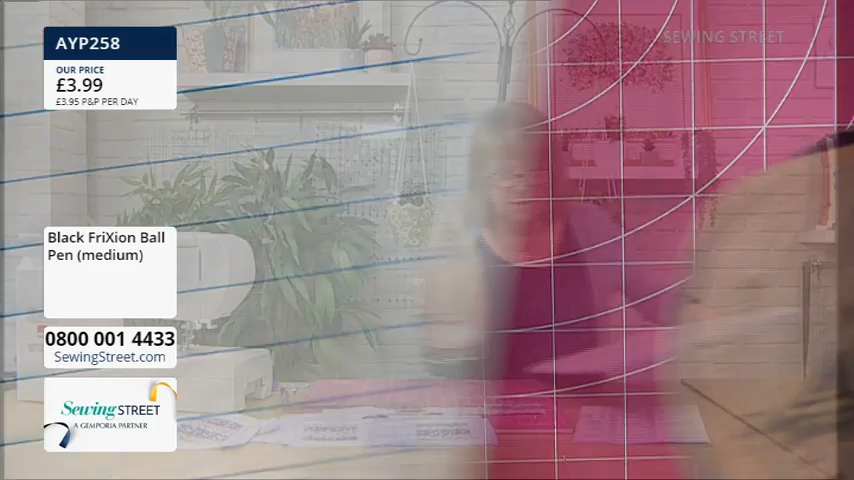 AYP258
OUR PRICE
£3.99
£3.95 P&P PER DAY
SEWING STREET
Black FriXion Ball
Pen (medium)
0800 001 4433
SewingStreet.com
Sewing STREET
A GEMPORIA PARTNER